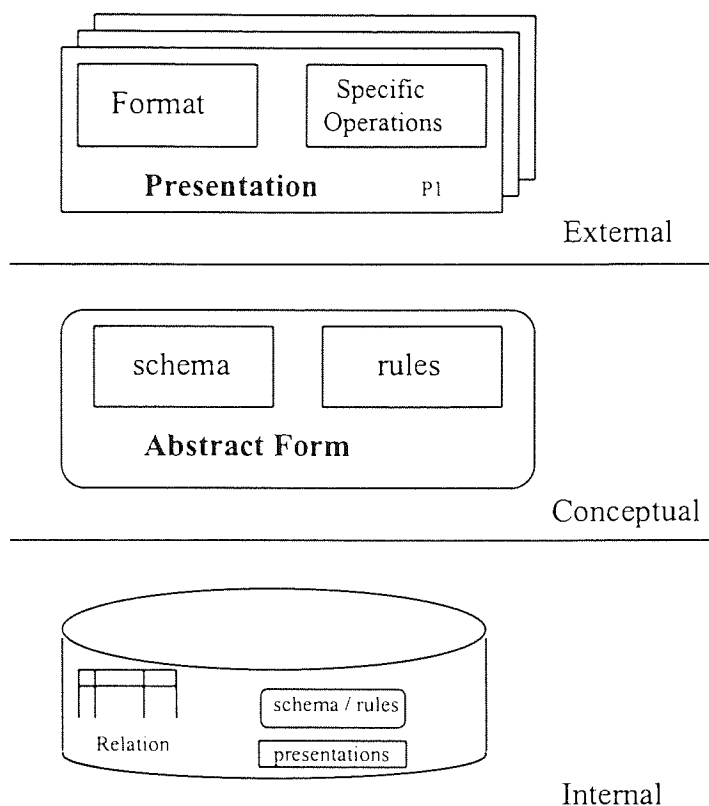 Format
Specific
Operations
Presentation P1
External
schema
rules
Abstract Form
Conceptual
schema / rules
Relation
presentations
Internal